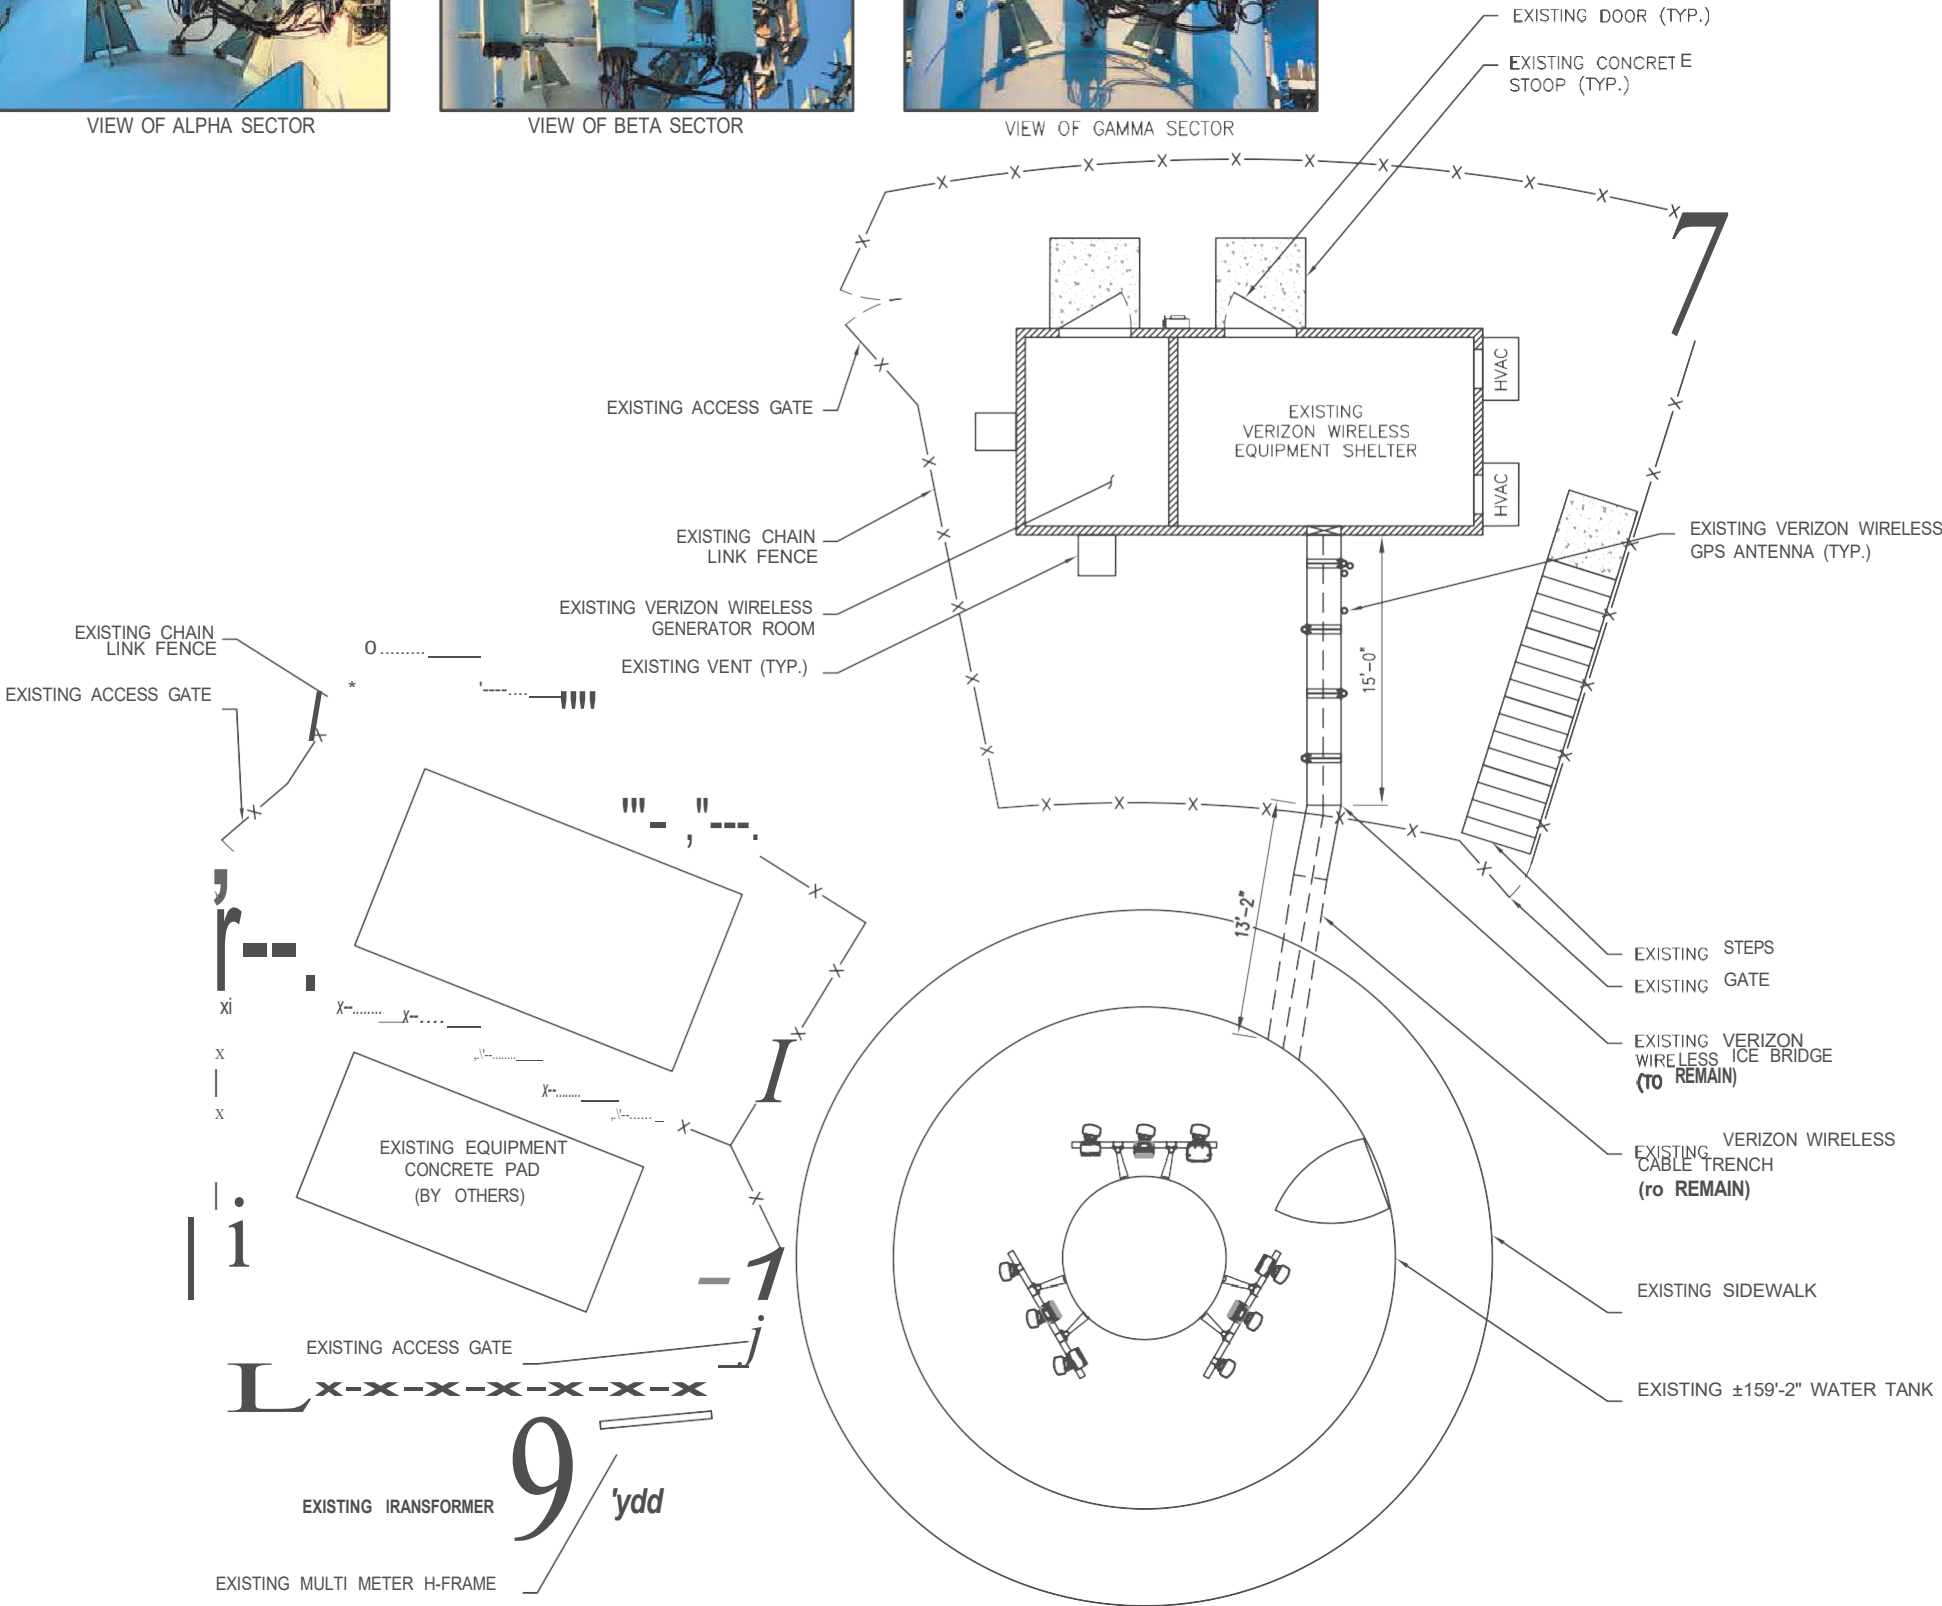 VIEW OF ALPHA SECTOR
VIEW OF BETA SECTOR
VIEW OF GAMMA SECTOR
EXISTING DOOR (TYP.)
EXISTING CONCRETE
STOOP (TYP.)
7
EXISTING ACCESS GATE
HVAC
EXISTING
VERIZON WIRELESS
EQUIPMENT SHELTER
HVAC
EXISTING CHAIN
LINK FENCE
EXISTING VERIZON WIRELESS
GPS ANTENNA (TYP.)
EXISTING VERIZON WIRELESS
GENERATOR ROOM
EXISTING VENT (TYP.)
15'-0"
EXISTING CHAIN
LINK FENCE
EXISTING ACCESS GATE
13'-2"
EXISTING STEPS
EXISTING GATE
EXISTING VERIZON
WIRELESS ICE BRIDGE
(TO REMAIN)
EXISTING VERIZON WIRELESS
CABLE TRENCH
(ro REMAIN)
EXISTING EQUIPMENT
CONCRETE PAD
(BY OTHERS)
EXISTING SIDEWALK
EXISTING ACCESS GATE
EXISTING ±159'-2" WATER TANK
L x-x-x-x-x-x-x
9
EXISTING IRANSFORMER
'ydd
EXISTING MULTI METER H-FRAME